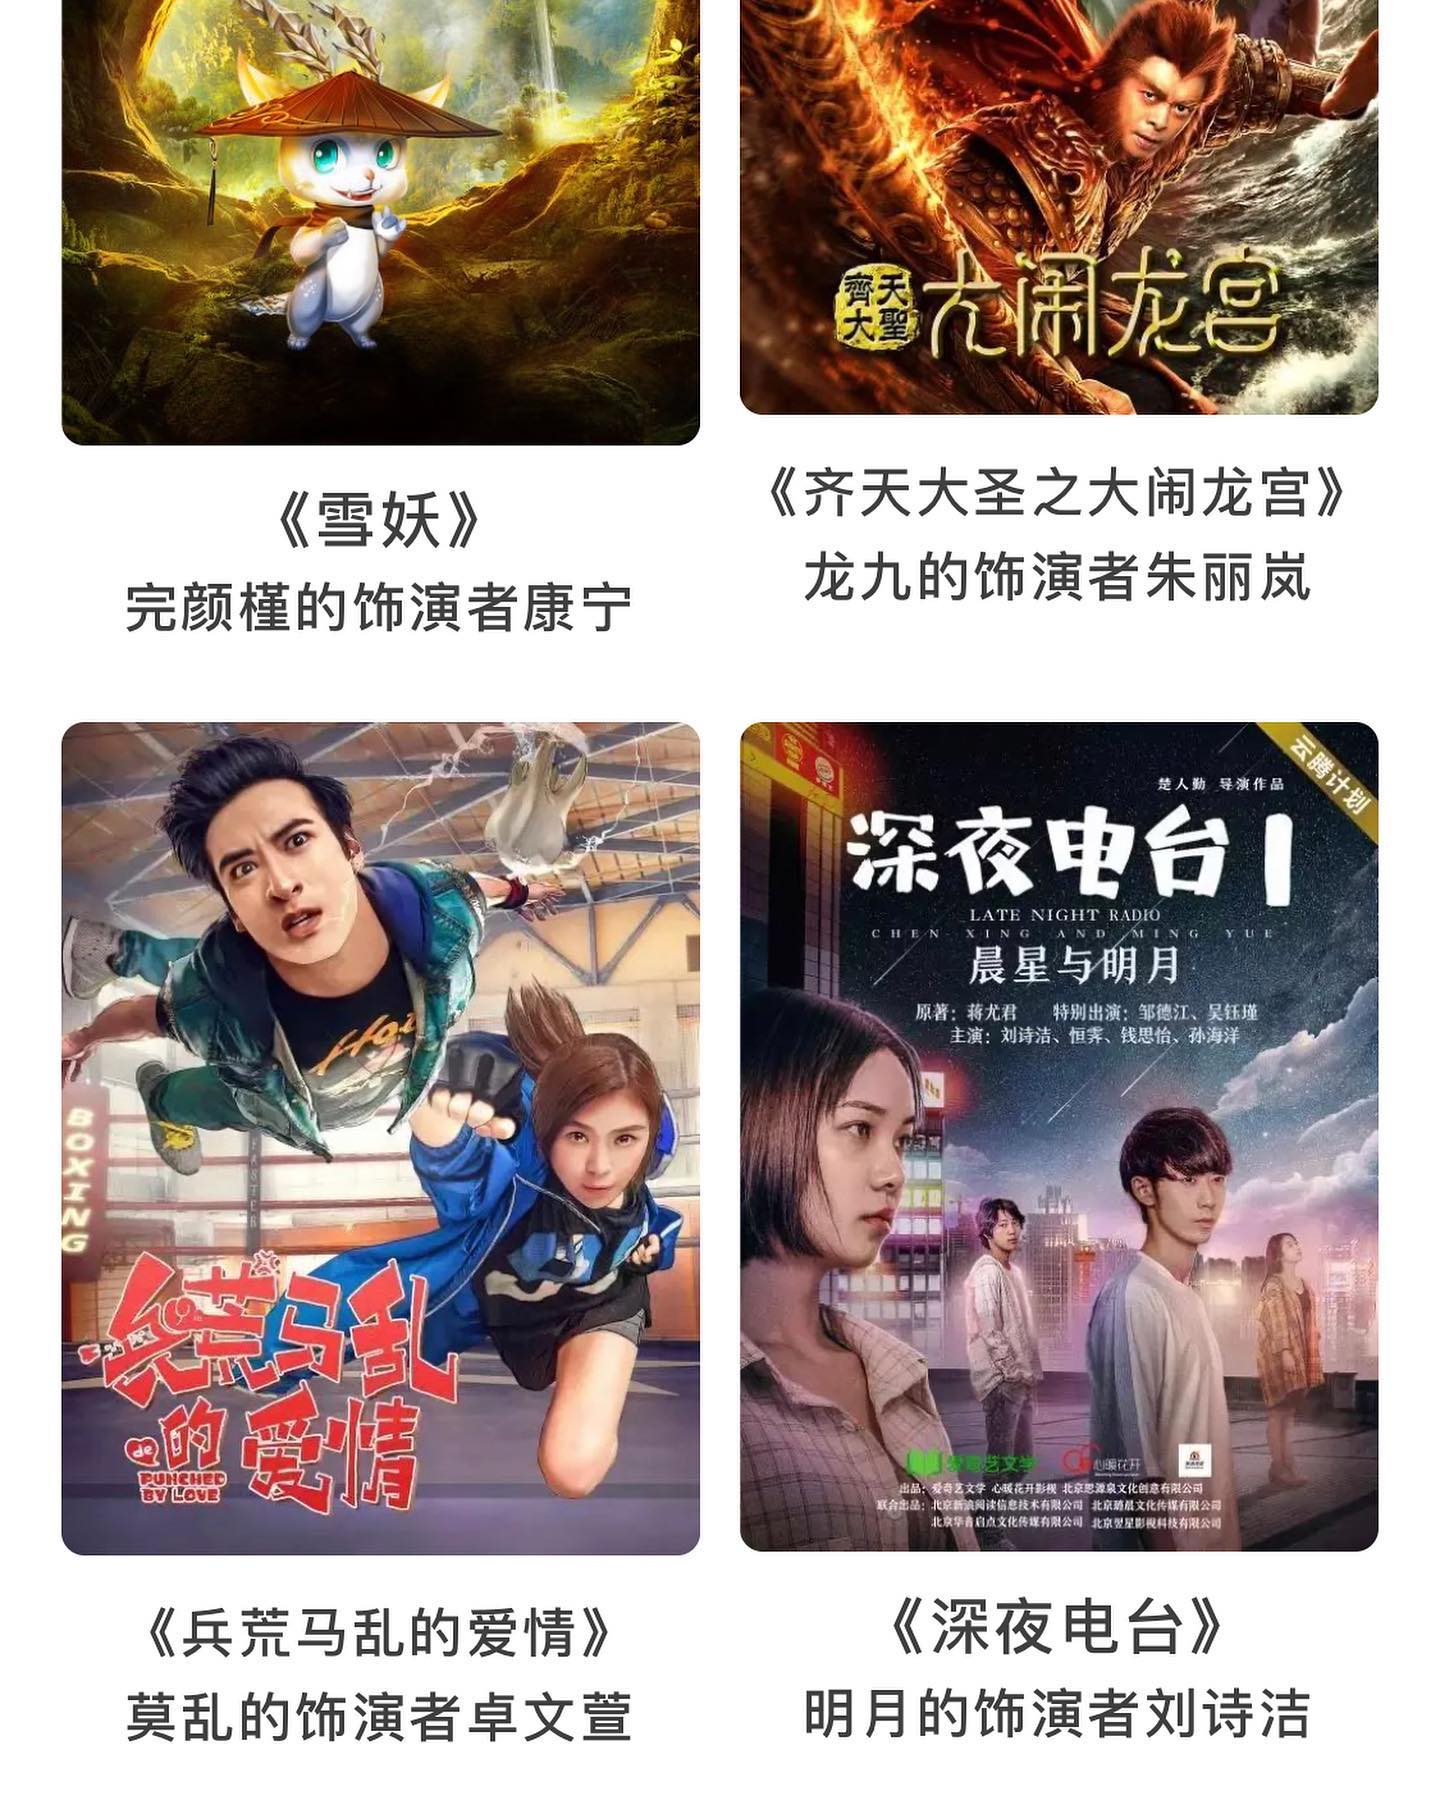 齊天大聖
大闹龙宫
《雪妖》
完颜槿的饰演者康宁
《齐天大圣之大闹龙宫》
龙九的饰演者朱丽岚
BOXING
兵荒马乱
de 的 爱情
PUNCHED
BY LOVE
《兵荒马乱的爱情》
莫乱的饰演者卓文萱
云腾计划
楚人勤 导演作品
深夜电台 I
LATE NIGHT RADIO
CHEN XING AND MING YUE
晨星与明月
原著：蒋尤君 特别出演：邹德江、吴钰瑾
主演：刘诗洁、恒霁、钱思怡、孙海洋
爱奇艺文学 心暖花开
出品：爱奇艺文学 心暖花开影视 北京思源泉文化创意有限公司
联合出品：北京新浪阅读信息技术有限公司 北京踏晨文化传媒有限公司
北京华音启点文化传媒有限公司 北京翌星影视科技有限公司
《深夜电台》
明月的饰演者刘诗洁